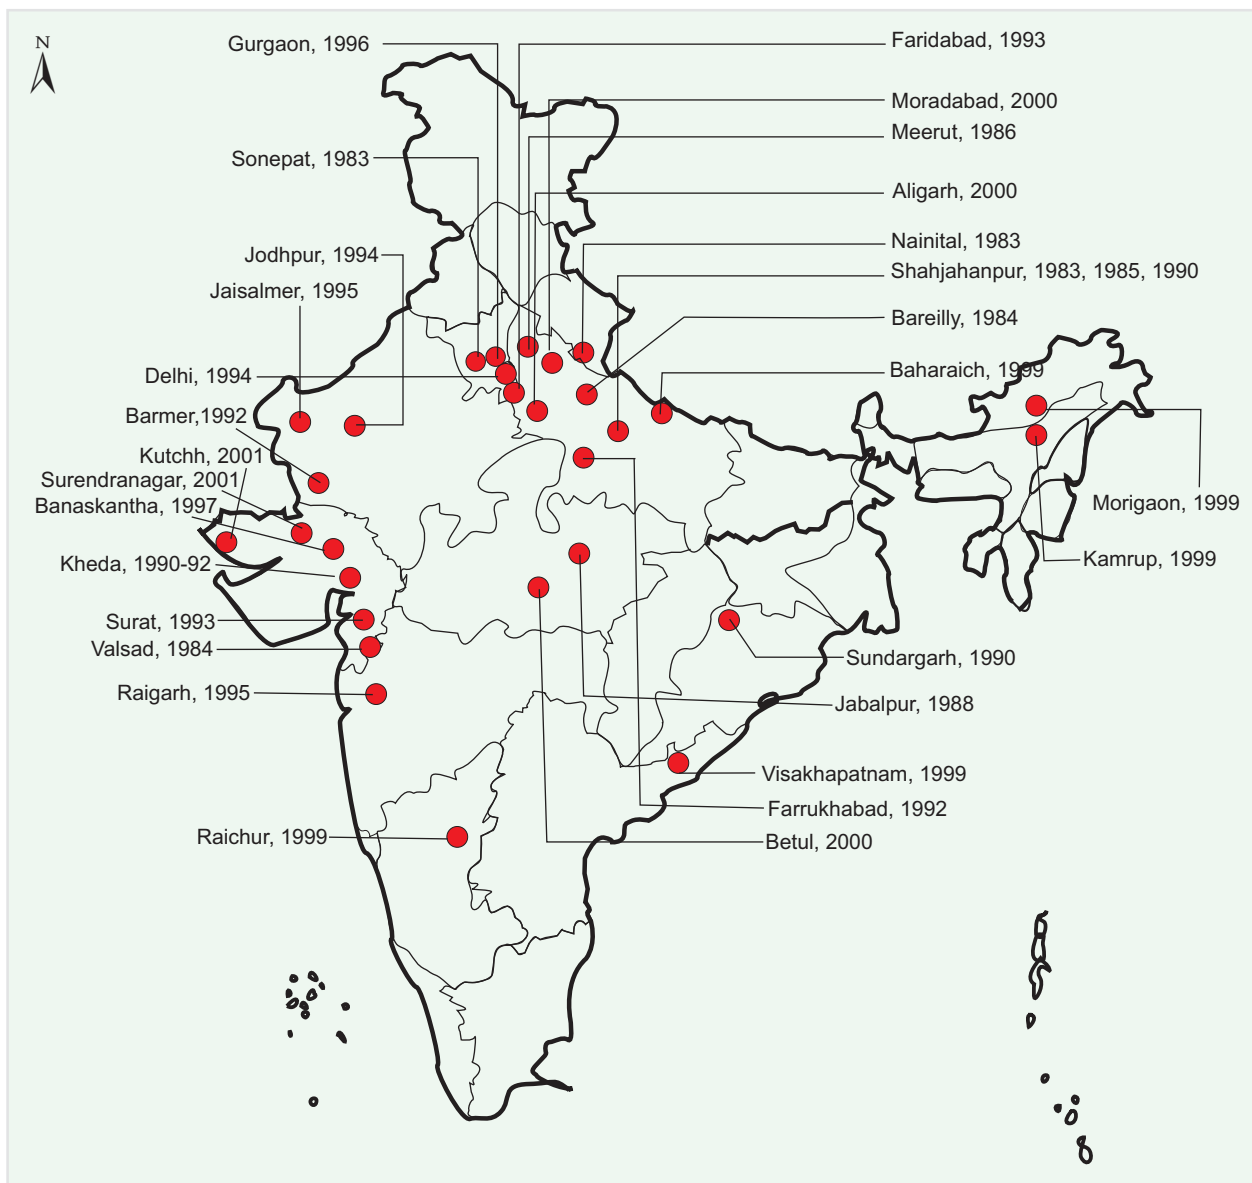 N
Gurgaon, 1996
Faridabad, 1993
Moradabad, 2000
Meerut, 1986
Sonepat, 1983
Aligarh, 2000
Nainital, 1983
Jodhpur, 1994
Shahjahanpur, 1983, 1985, 1990
Jaisalmer, 1995
Bareilly, 1984
Baharaich, 1999
Delhi, 1994
Barmer,1992
Kutchh, 2001
Surendranagar, 2001
Banaskantha, 1997
Morigaon, 1999
Kheda, 1990-92
Kamrup, 1999
Surat, 1993
Valsad, 1984
Sundargarh, 1990
Raigarh, 1995
Jabalpur, 1988
Visakhapatnam, 1999
Farrukhabad, 1992
Raichur, 1999
Betul, 2000